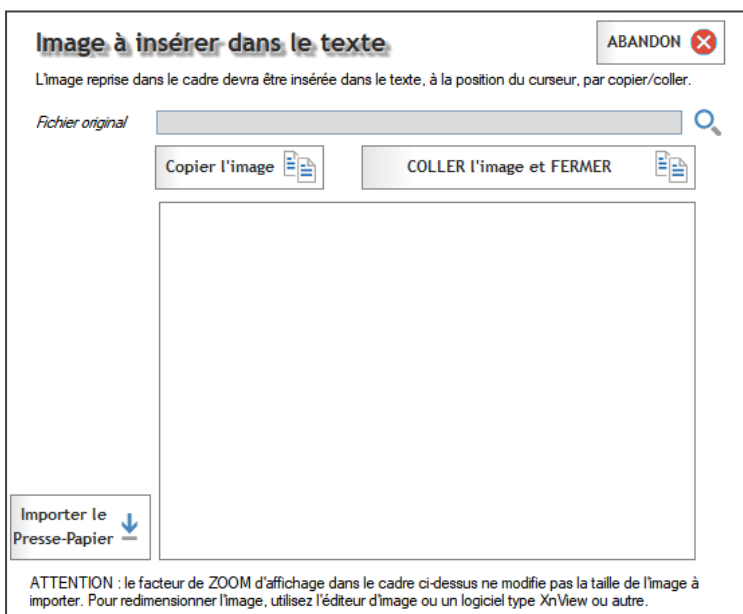 Image à insérer dans le texte
ABANDON
L'image reprise dans le cadre devra être insérée dans le texte, à la position du curseur, par copier/coller.
Fichier original
Copier l'image
COLLER l'image et FERMER
Importer le
Presse-Papier
ATTENTION : le facteur de ZOOM d'affichage dans le cadre ci-dessus ne modifie pas la taille de l'image à
importer. Pour redimensionner l'image, utilisez l'éditeur d'image ou un logiciel type XnView ou autre.